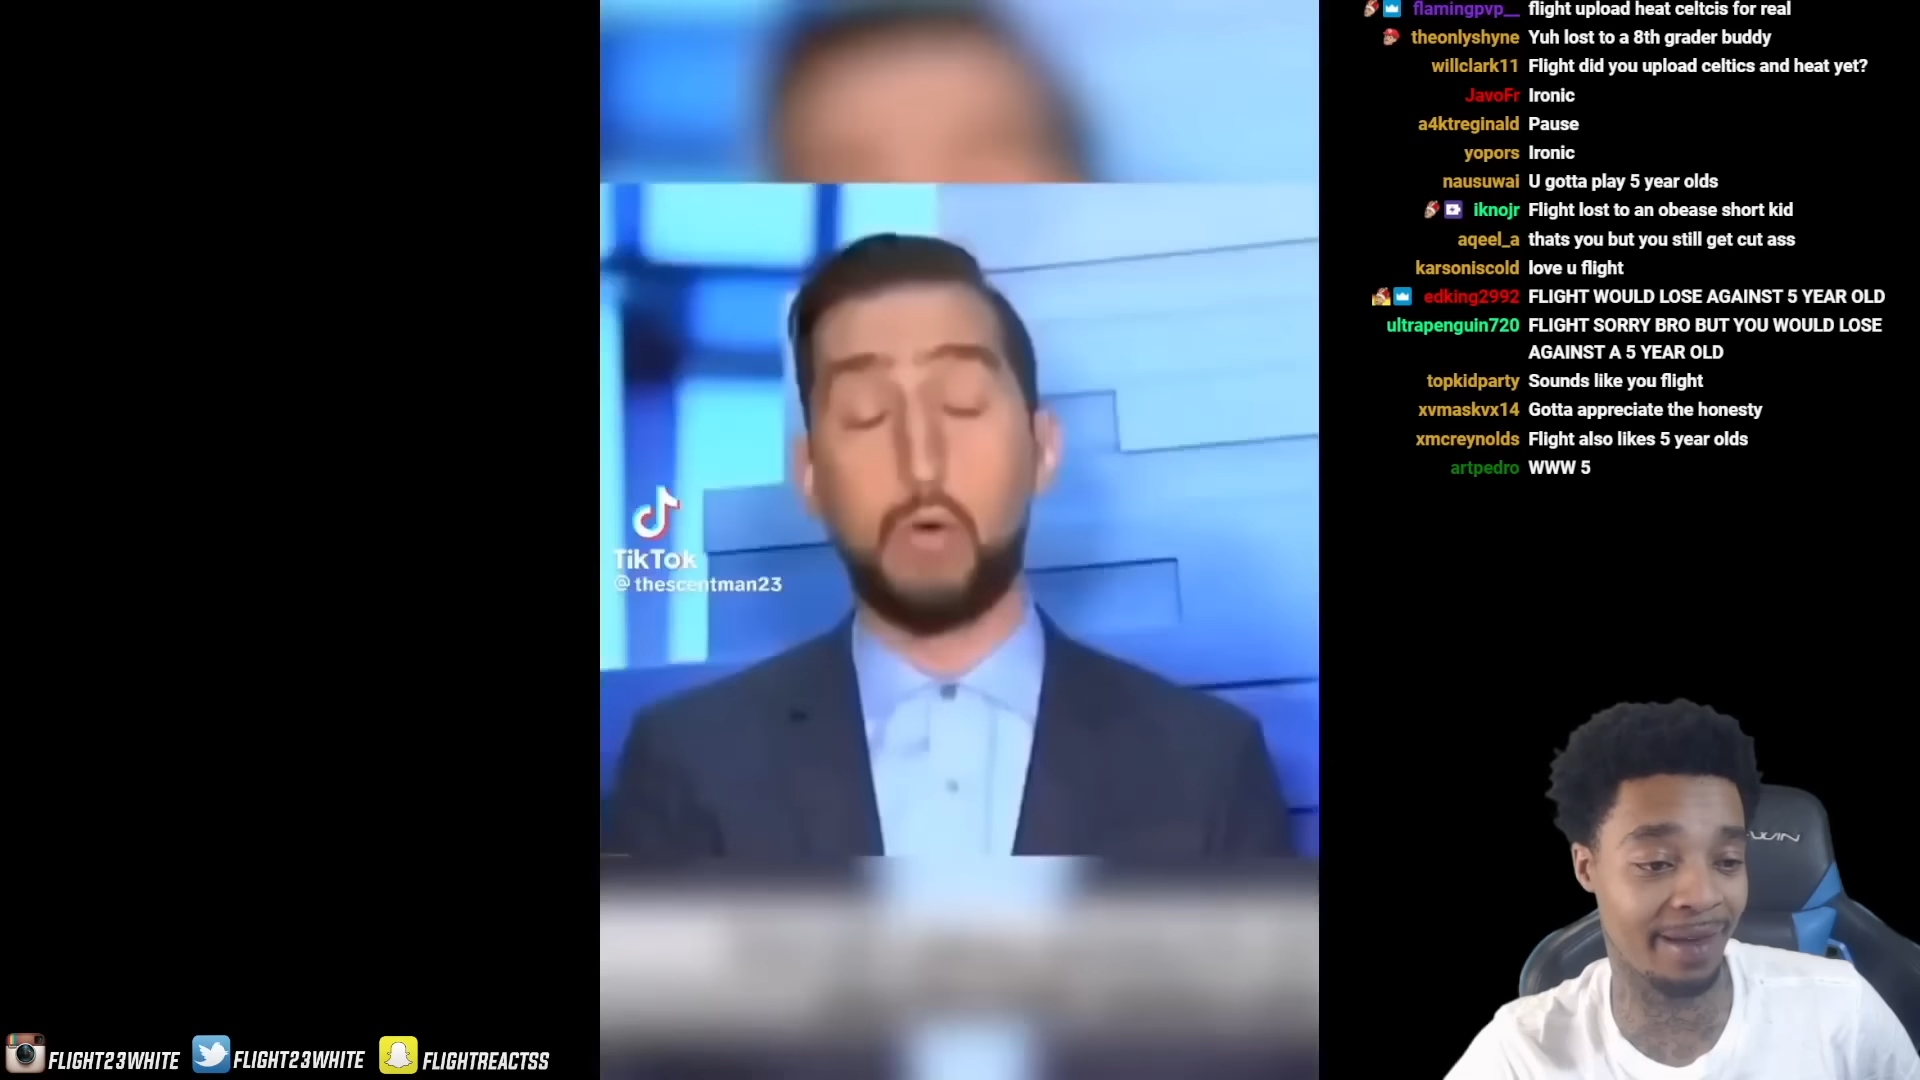 flamingpvp__ flight upload heat celtcis for real
theonlyshyne Yuh lost to a 8th grader buddy
willclark11 Flight did you upload celtics and heat yet?
JavoFr Ironic
a4ktreginald Pause
yopors Ironic
nausuwai U gotta play 5 year olds
iknojr Flight lost to an obease short kid
aqeel_a thats you but you still get cut ass
karsoniscold love u flight
edking2992 FLIGHT WOULD LOSE AGAINST 5 YEAR OLD
ultrapenguin720 FLIGHT SORRY BRO BUT YOU WOULD LOSE
AGAINST A 5 YEAR OLD
topkidparty Sounds like you flight
xvmaskvx14 Gotta appreciate the honesty
xmcreynolds Flight also likes 5 year olds
artpedro WWW 5
TikTok
@thescentman23
FLIGHT23WHITE
FLIGHT23WHITE
FLIGHTREACTSS